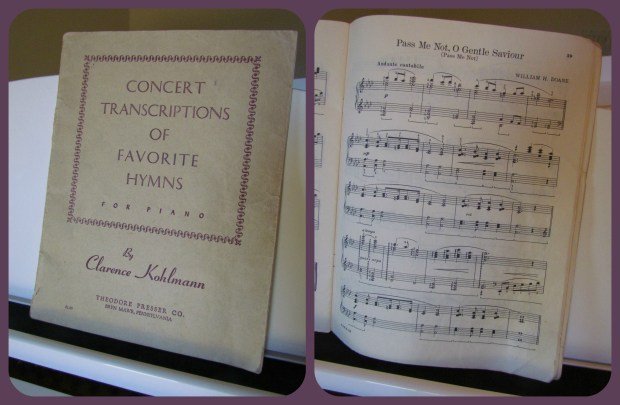 CONCERT
TRANSCRIPTIONS
OF
FAVORITE
HYMNS
FOR PIANO
By
Clarence Kohlmann
THEODORE PRESSER CO.
BRYN MAWR, PENNSYLVANIA
Pass Me Not, O Gentle Saviour
(Pass Me Not)
WILLIAM H. DOANE
Andante cantabile